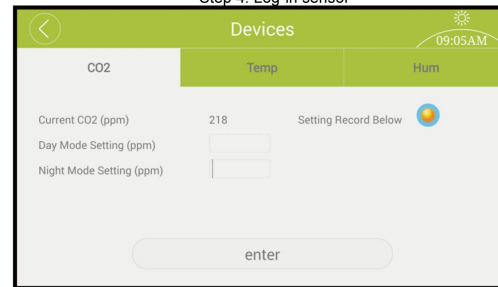 Step 4: Log-in sensor
Devices
09:05AM
CO2 Temp Hum
Current CO2 (ppm) 218 Setting Record Below
Day Mode Setting (ppm)
Night Mode Setting (ppm)
enter